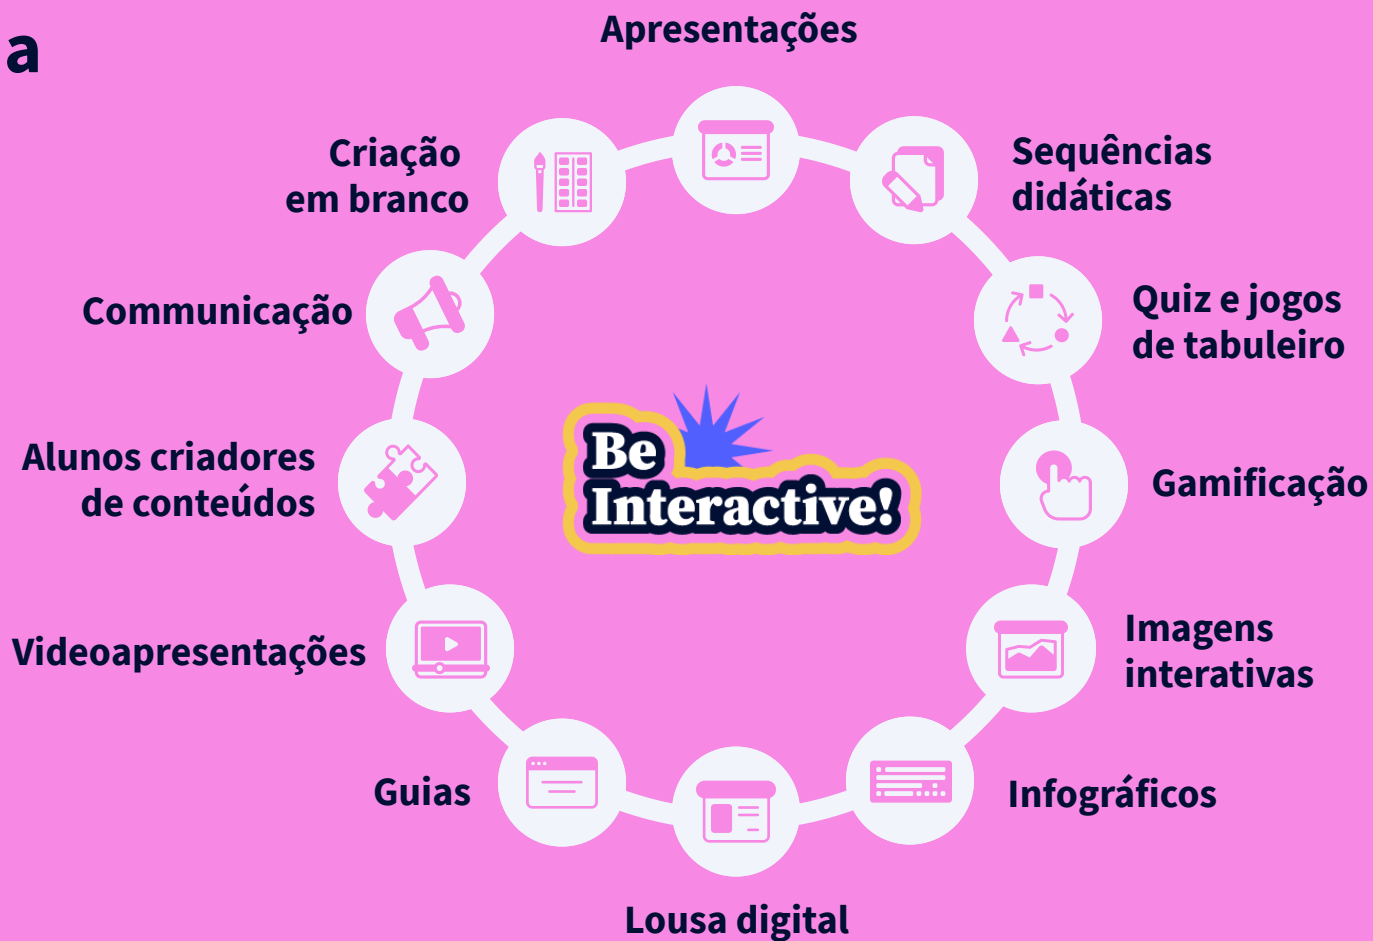 a
Apresentações
Criação
em branco
Sequências
didáticas
Communicação
Quiz e jogos
de tabuleiro
Be
Interactive!
Alunos criadores
de conteúdos
Gamificação
Videoapresentações
Imagens
interativas
Guias
Infográficos
Lousa digital